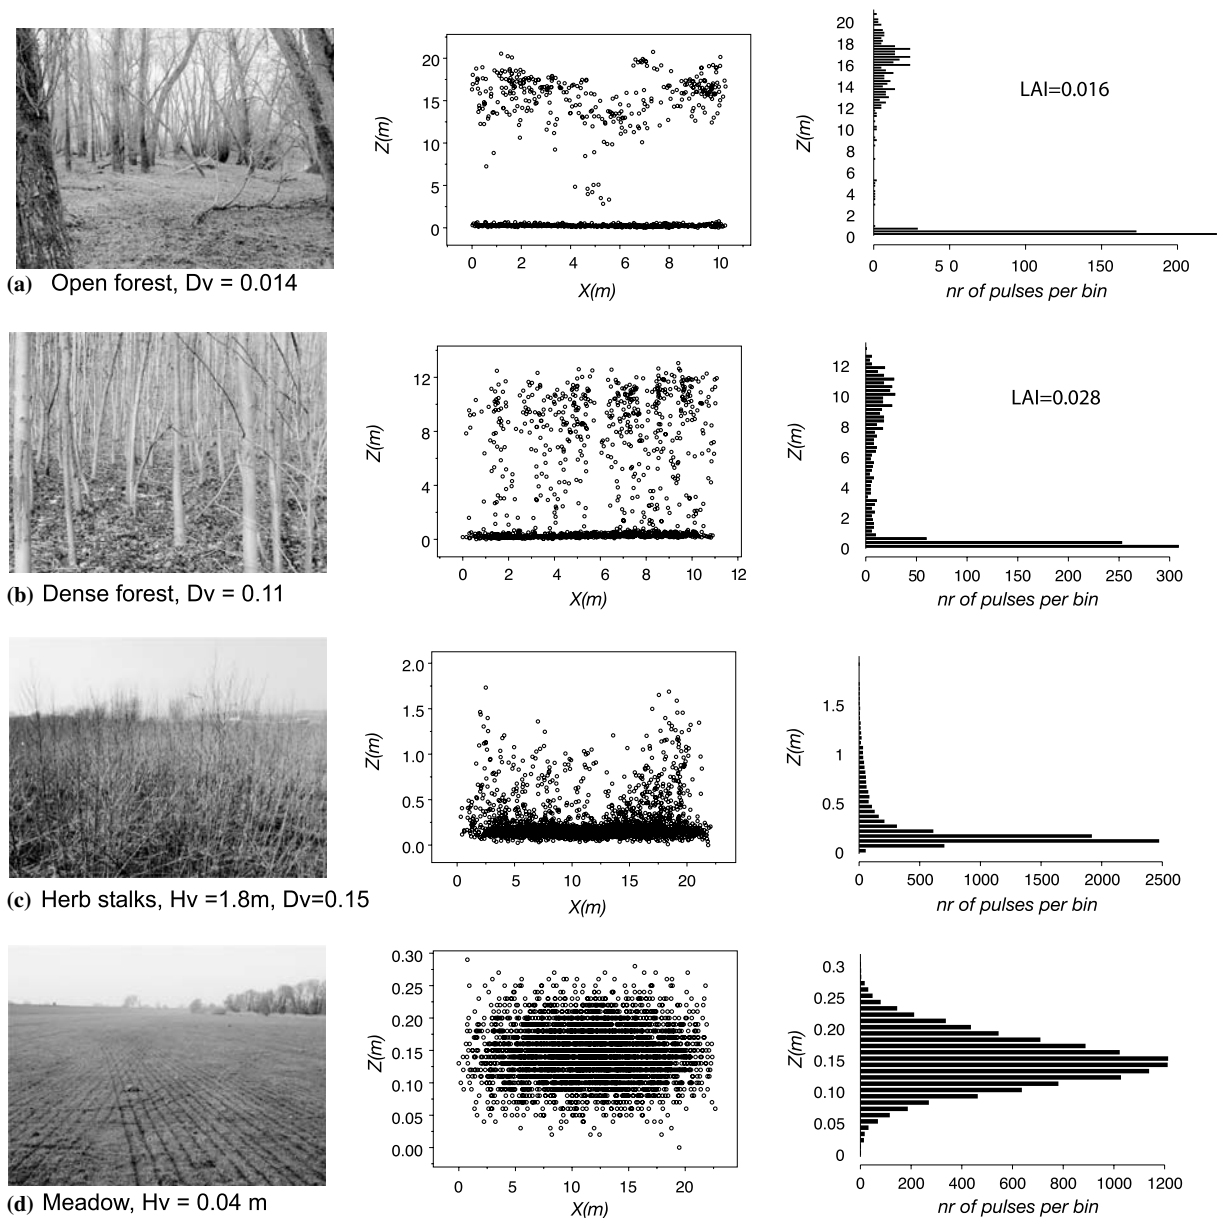 20
15
10
5
0
Z(m)
0 2 4 6 8 10
X(m)
20
18
16
14
12
10
8
6
4
2
0
Z(m)
LAI=0.016
0 5 0 100 150 200
nr of pulses per bin
(a) Open forest, Dv = 0.014
12
8
4
0
Z(m)
0 2 4 6 8 10 12
X(m)
12
10
8
6
4
2
0
Z(m)
LAI=0.028
0 50 100 150 200 250 300
nr of pulses per bin
(b) Dense forest, Dv = 0.11
2.0
1.5
1.0
0.5
0.0
Z(m)
0 5 10 15 20
X(m)
1.5
1
0.5
0
Z(m)
0 500 1000 1500 2000 2500
nr of pulses per bin
(c) Herb stalks, Hv =1.8m, Dv=0.15
0.30
0.25
0.20
0.15
0.10
0.05
0.00
Z(m)
0 5 10 15 20
X(m)
0.3
0.25
0.20
0.15
0.10
0.05
0
Z(m)
0 200 400 600 800 1000 1200
nr of pulses per bin
(d) Meadow, Hv = 0.04 m